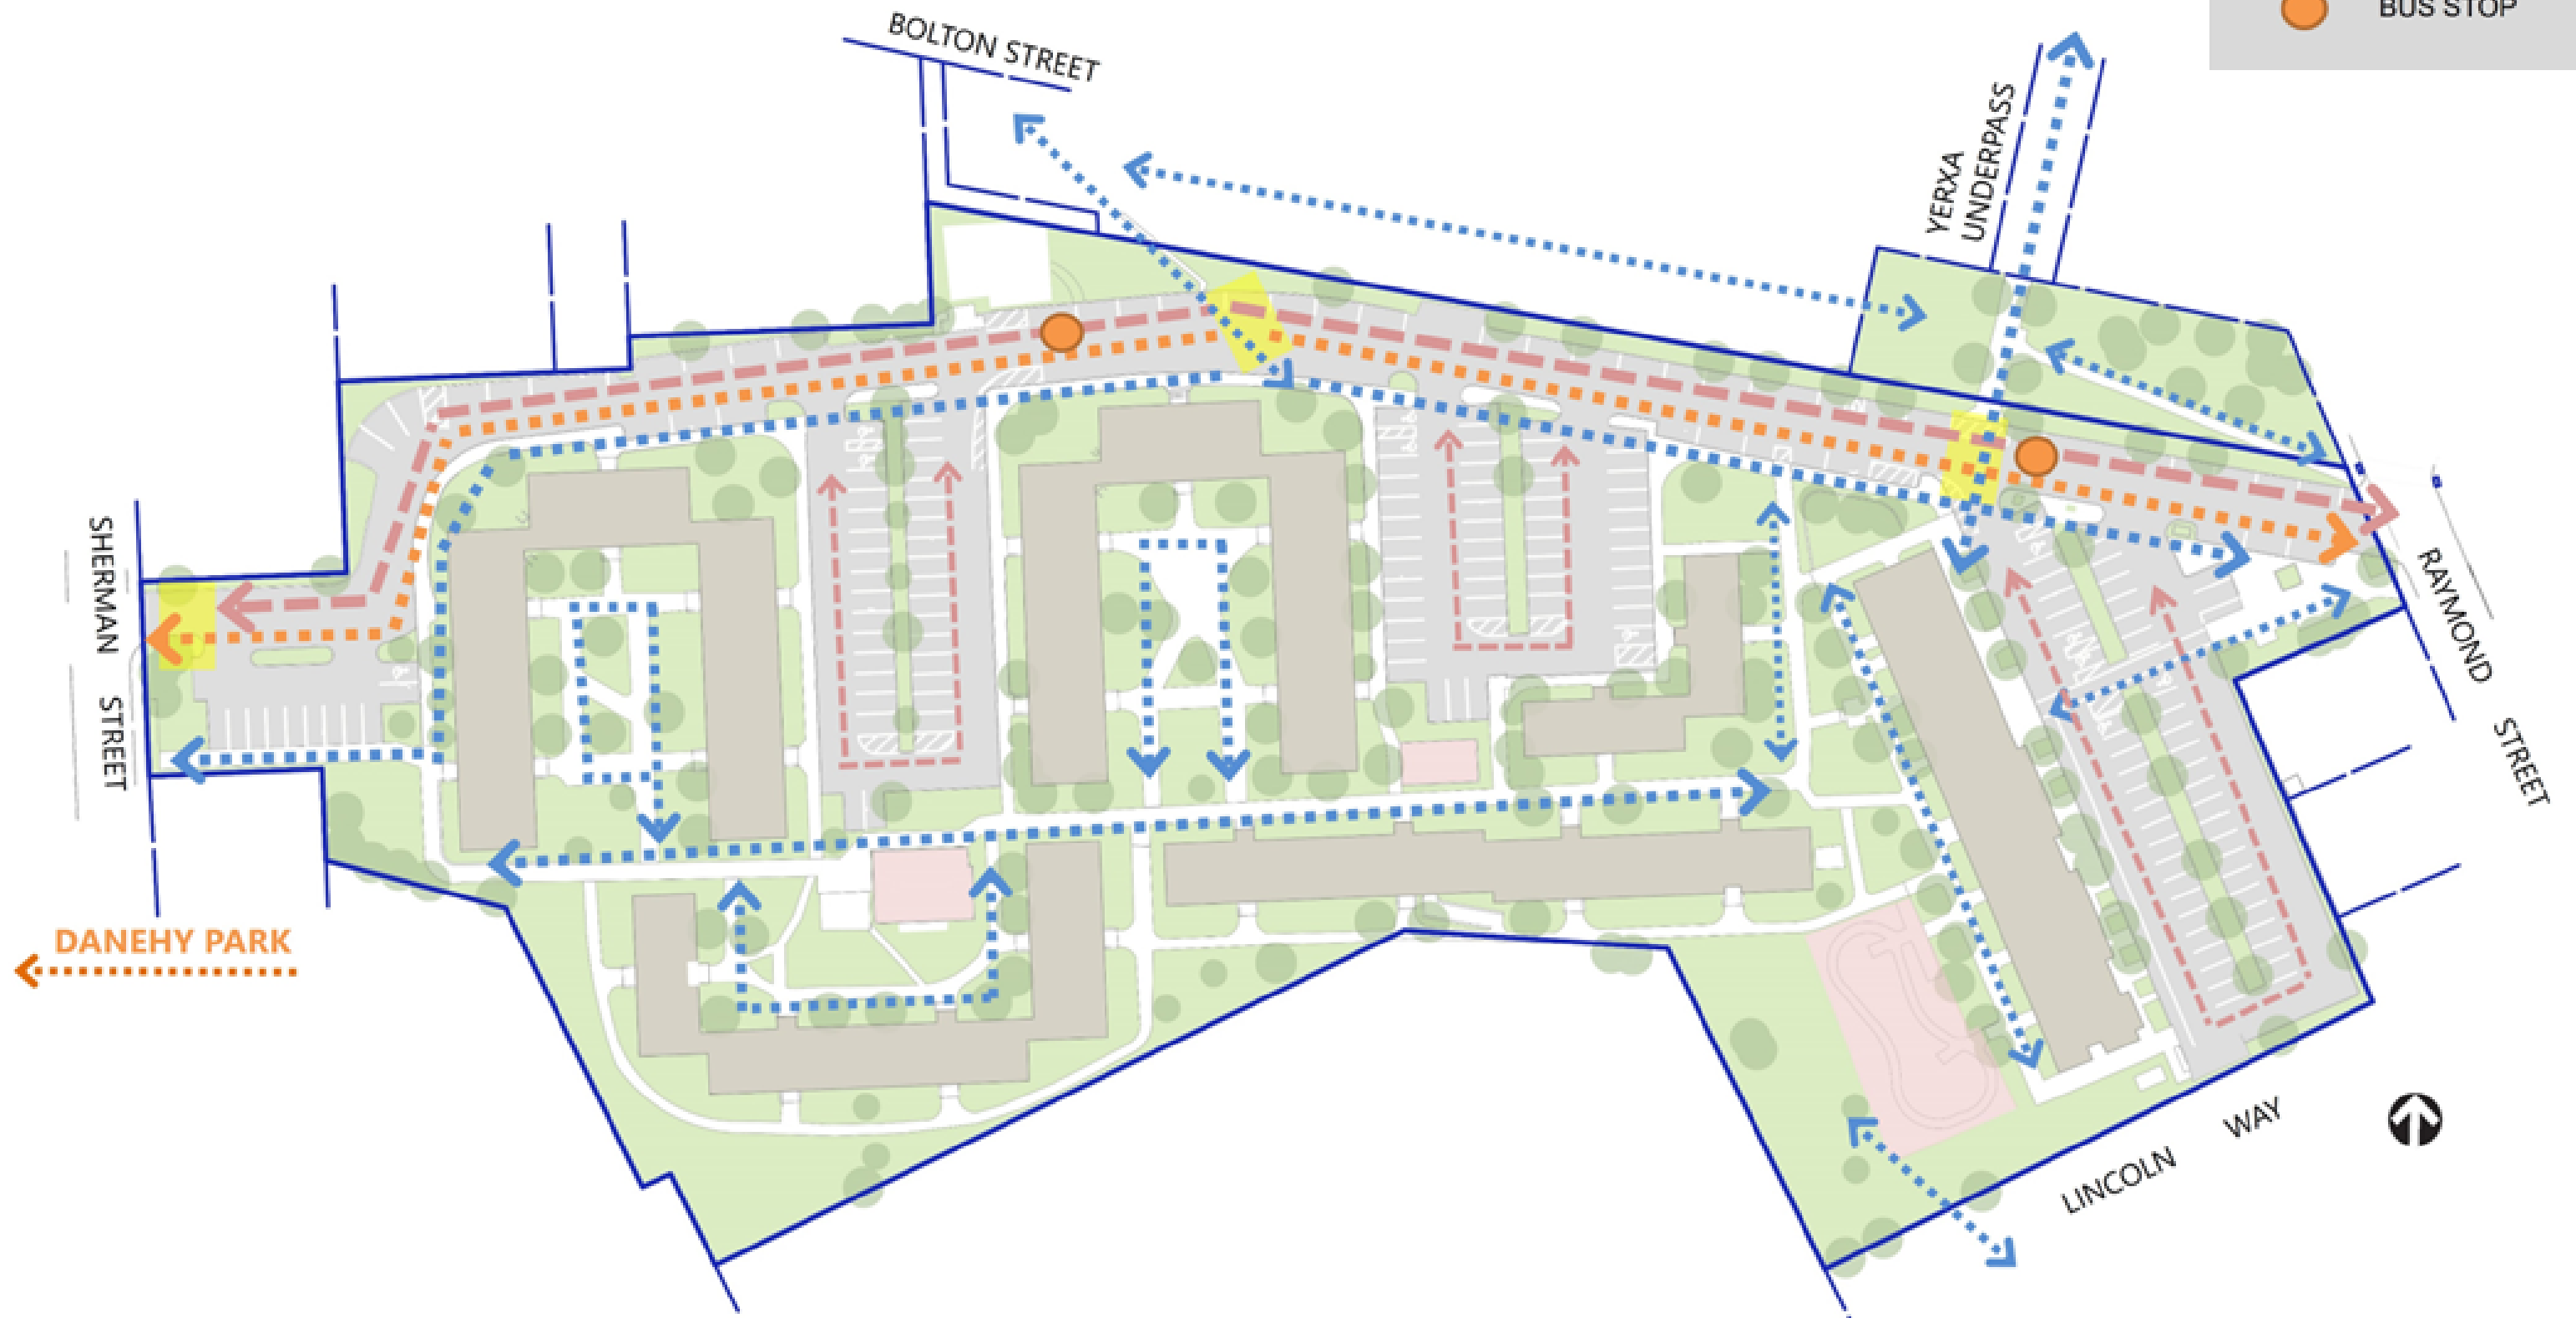 BUS STOP
BOLTON STREET
YERXA
UNDERPASS
SHERMAN STREET
RAYMOND STREET
DANEHY PARK
LINCOLN WAY